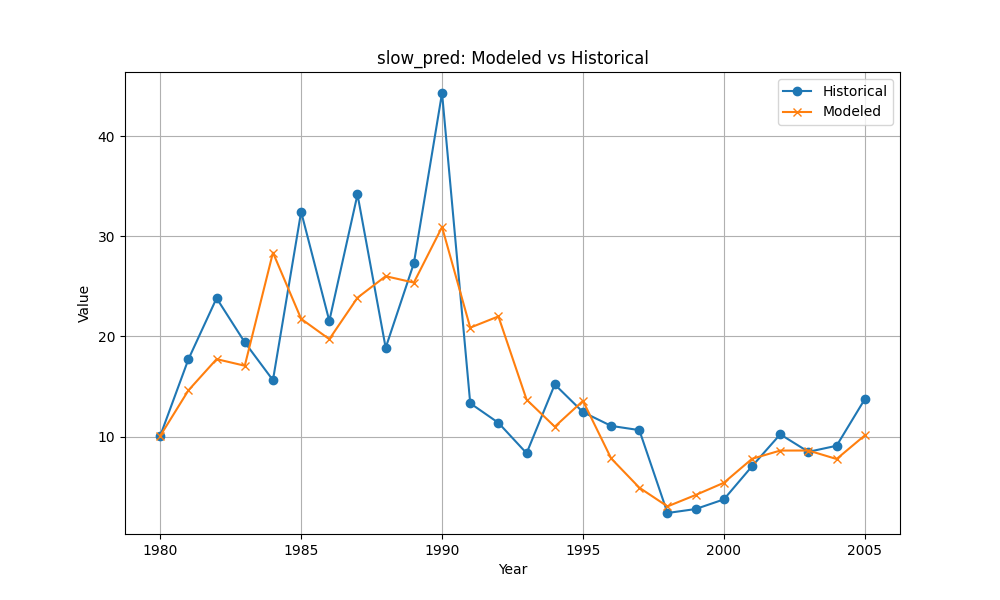 slow_pred: Modeled vs Historical
Historical
Modeled
Value
40
30
20
10
1980 1985 1990 1995 2000 2005
Year